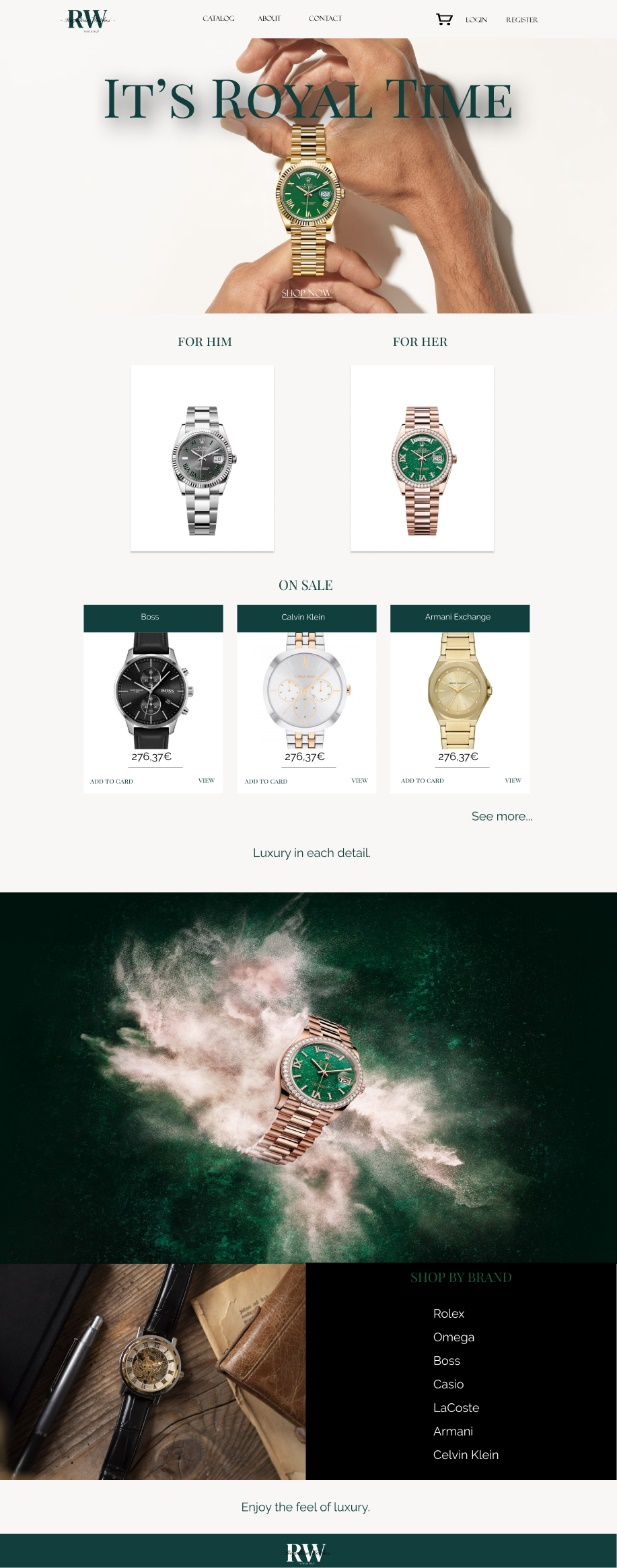 RW
CATALOG ABOUT CONTACT LOGIN REGISTER
IT'S ROYAL TIME
SHOP NOW
FOR HIM FOR HER
ON SALE
Boss Calvin Klein Armani Exchange
BOSS
276,37€ 276,37€ 276,37€
ADD TO CARD VIEW ADD TO CARD VIEW ADD TO CARD VIEW
See more...
Luxury in each detail.
SHOP BY BRAND
Rolex
Omega
Boss
Casio
LaCoste
Armani
Celvin Klein
Enjoy the feel of luxury.
RW